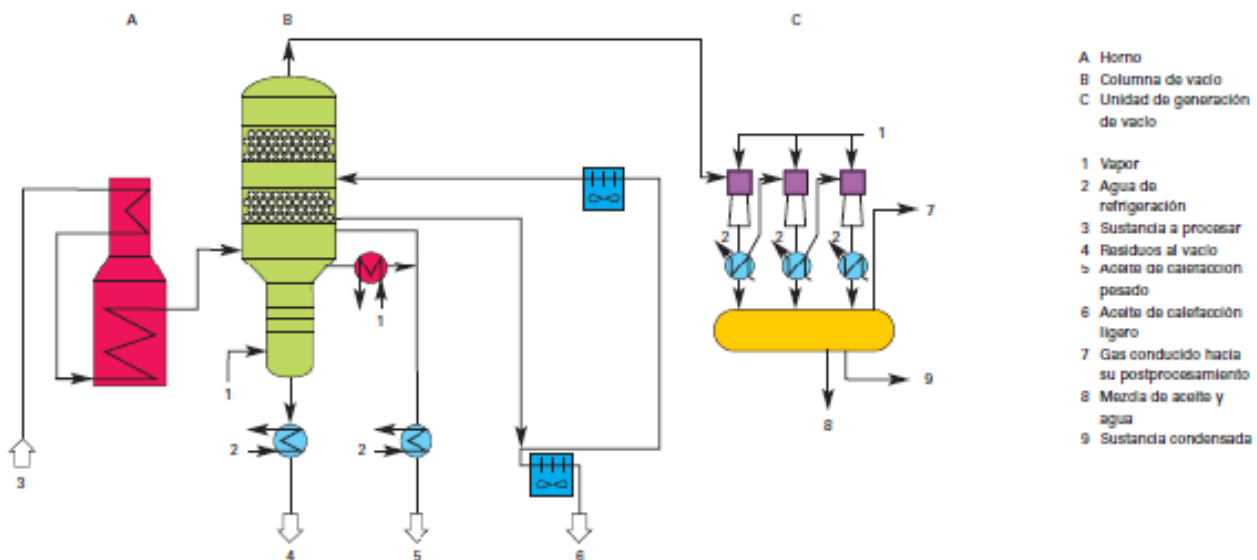 A
B
C
1
2
2
2
7
1
9
8
1
2
2
3
4
5
6
A Horno
B Columna de vacío
C Unidad de generación
de vacío
1 Vapor
2 Agua de
refrigeración
3 Sustancia a procesar
4 Residuos al vacío
5 Aceite de calefacción
pesado
6 Aceite de calefacción
ligero
7 Gas conducido hacia
su postprocesamiento
8 Mezcla de aceite y
agua
9 Sustancia condensada